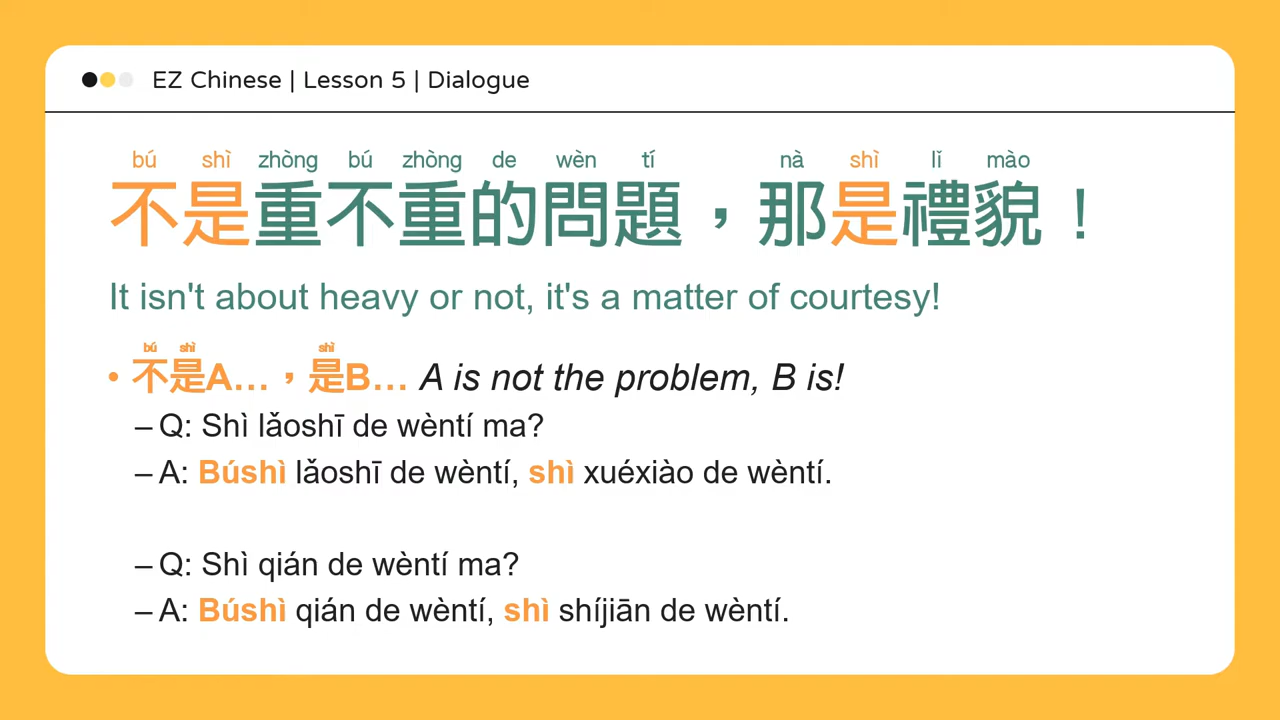 EZ Chinese | Lesson 5 | Dialogue
bú shì zhòng bú zhòng de wèn tí nà shì lǐ mào
不是重不重的問題，那是禮貌！
It isn't about heavy or not, it's a matter of courtesy!
bú shì shì
• 不是A…，是B… A is not the problem, B is!
– Q: Shì lǎoshī de wèntí ma?
– A: Búshì lǎoshī de wèntí, shì xuéxiào de wèntí.
– Q: Shì qián de wèntí ma?
– A: Búshì qián de wèntí, shì shíjiān de wèntí.